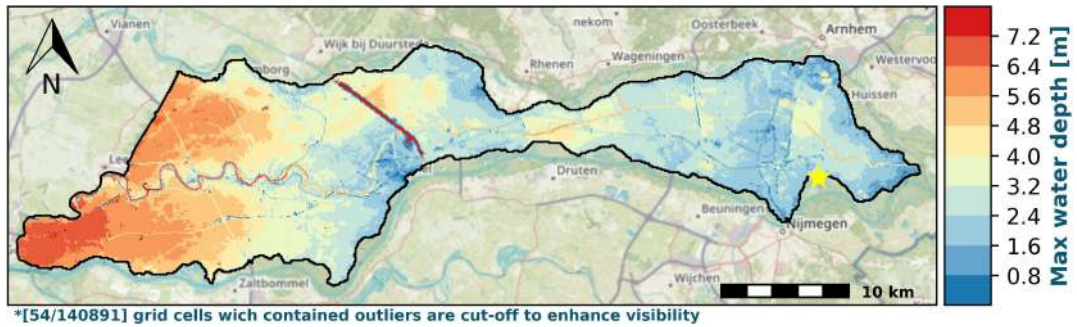 Vianen
nekom
Oosterbeek
Arnhem
Wijk bij Duurstede
Wageningen
Rhenen
Westervoo
Huissen
N
Druten
Beuningen
Nijmegen
Zaltbommel
Wijchen
10 km
7.2
6.4
5.6
4.8
4.0
3.2
2.4
1.6
0.8
Max water depth [m]
*[54/140891] grid cells wich contained outliers are cut-off to enhance visibility